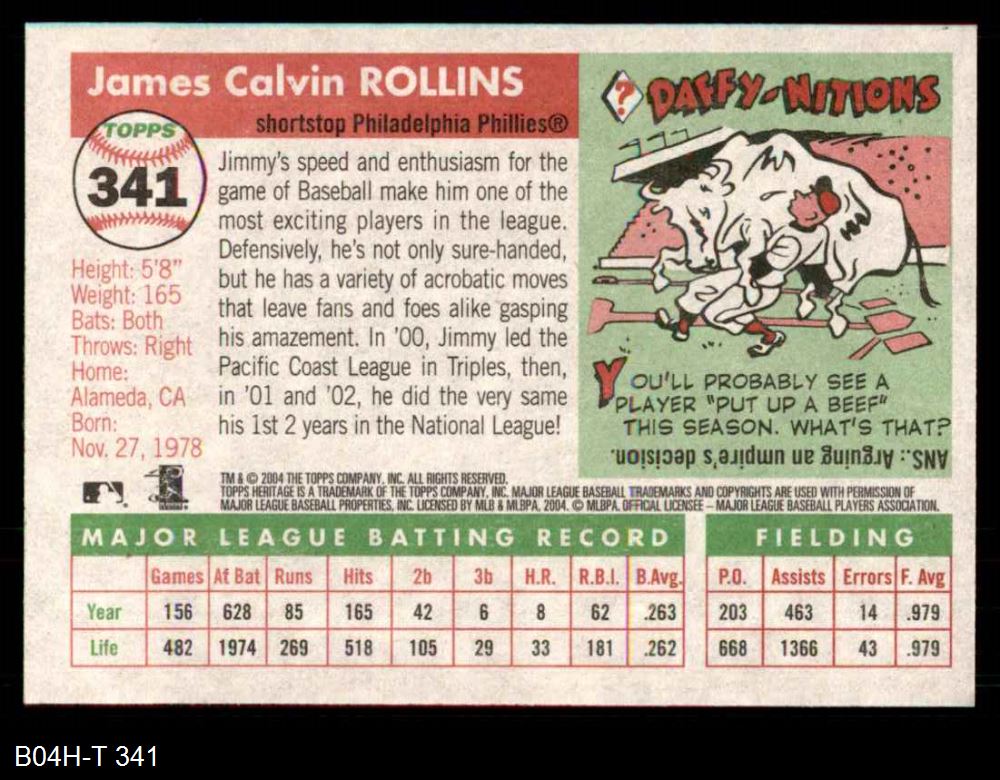 James Calvin ROLLINS
shortstop Philadelphia Phillies®
TOPPS
341
Height: 5'8"
Weight: 165
Bats: Both
Throws: Right
Home:
Alameda, CA
Born:
Nov. 27, 1978
Jimmy's speed and enthusiasm for the
game of Baseball make him one of the
most exciting players in the league.
Defensively, he's not only sure-handed,
but he has a variety of acrobatic moves
that leave fans and foes alike gasping
his amazement. In '00, Jimmy led the
Pacific Coast League in Triples, then,
in '01 and '02, he did the very same
his 1st 2 years in the National League!
? DAFFY-NITIONS
YOU'LL PROBABLY SEE A
PLAYER "PUT UP A BEEF"
THIS SEASON. WHAT'S THAT?
ANS.: Arguing an umpire's decision.
TM & © 2004 THE TOPPS COMPANY, INC. ALL RIGHTS RESERVED.
TOPPS HERITAGE IS A TRADEMARK OF THE TOPPS COMPANY, INC. MAJOR LEAGUE BASEBALL TRADEMARKS AND COPYRIGHTS ARE USED WITH PERMISSION OF
MAJOR LEAGUE BASEBALL PROPERTIES, INC. LICENSED BY MLB & MLBPA, 2004. © MLBPA. OFFICIAL LICENSEE – MAJOR LEAGUE BASEBALL PLAYERS ASSOCIATION.
MAJOR LEAGUE BATTING RECORD
Games At Bat Runs Hits 2b 3b H.R. R.B.I. B.Avg.
Year 156 628 85 165 42 6 8 62 .263
Life 482 1974 269 518 105 29 33 181 .262
FIELDING
P.O. Assists Errors F. Avg
203 463 14 .979
668 1366 43 .979
B04H-T 341